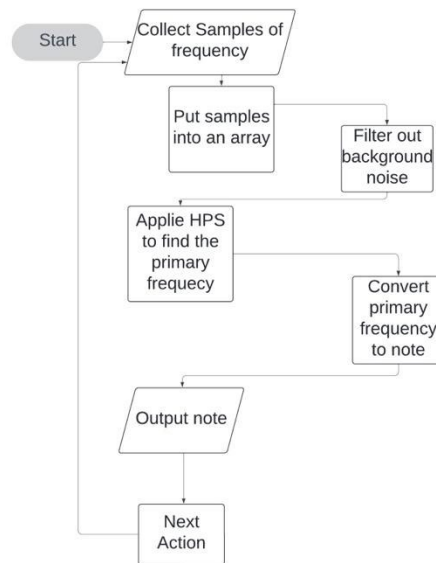 Start
Collect Samples of
frequency
Put samples
into an array
Filter out
background
noise
Applie HPS
to find the
primary
frequecy
Convert
primary
frequency
to note
Output note
Next
Action